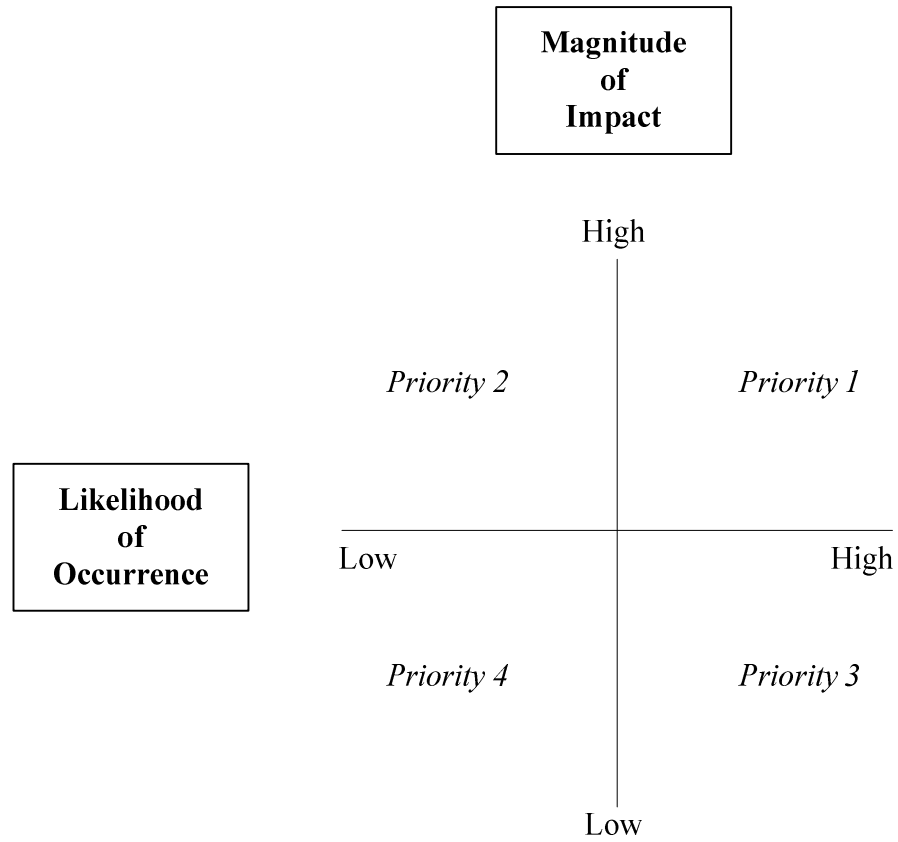 Magnitude
of
Impact
High
Priority 2
Priority 1
Likelihood
of
Occurrence
Low
High
Priority 4
Priority 3
Low